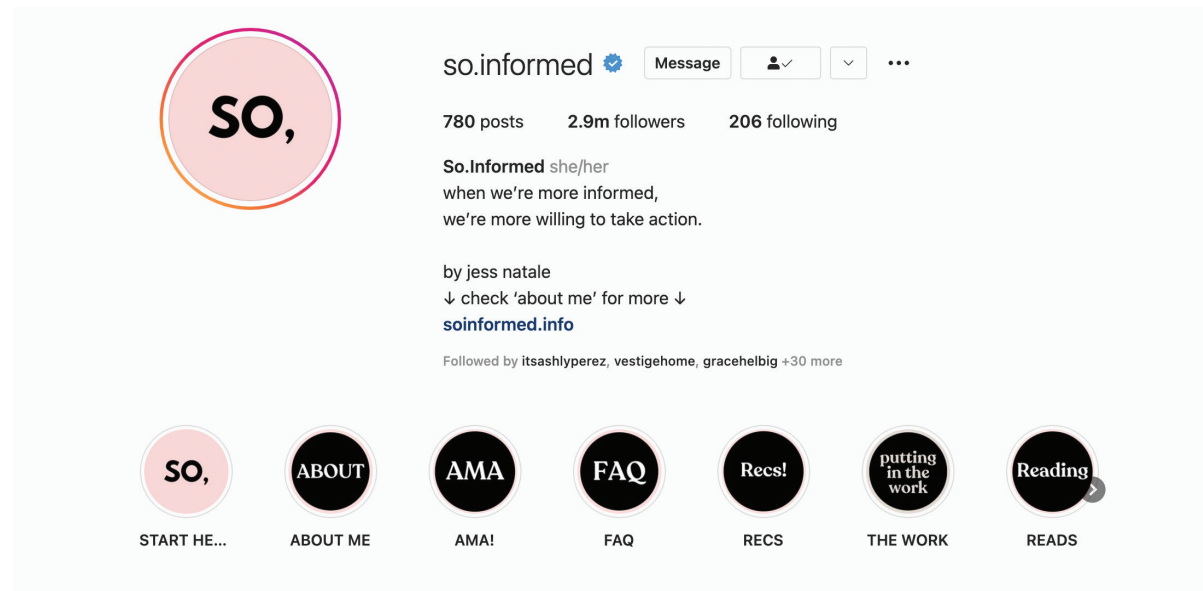 SO,
so.informed Message
780 posts 2.9m followers 206 following
So.Informed she/her
when we're more informed,
we're more willing to take action.
by jess natale
↓ check ‘about me’ for more ↓
soinformed.info
Followed by itsashlyperez, vestigehome, gracehelbig +30 more
SO,
ABOUT
AMA
FAQ
Recs!
putting
in the
work
Reading
START HE...
ABOUT ME
AMA!
FAQ
RECS
THE WORK
READS